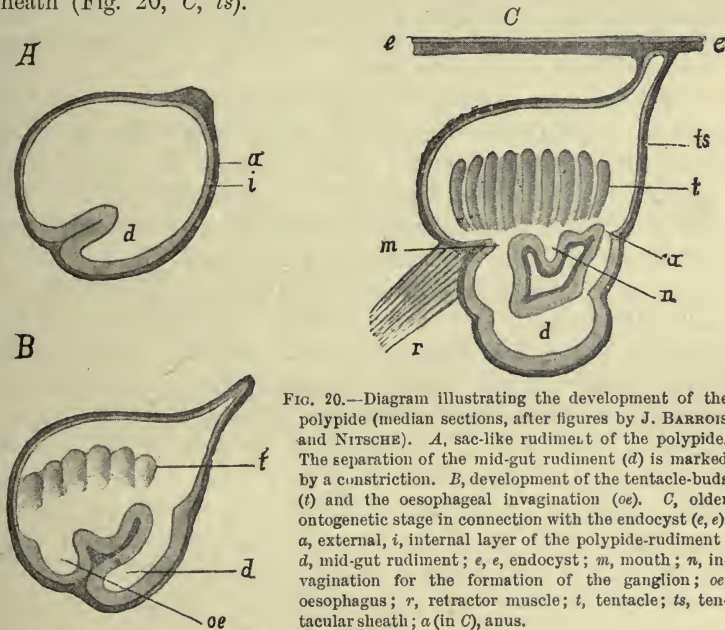 heath (Fig. 20, C, ts).
A
a
i
d
C
e
e
ts
t
m
a
n
d
r
B
t
d
oe
FIG. 20.—Diagram illustrating the development of the
polypide (median sections, after figures by J. BARROIS
and NITSCHE). A, sac-like rudiment of the polypide.
The separation of the mid-gut rudiment (d) is marked
by a constriction. B, development of the tentacle-buds
(t) and the oesophageal invagination (oe). C, older
ontogenetic stage in connection with the endocyst (e, e)
a, external, i, internal layer of the polypide-rudiment
d, mid-gut rudiment; e, e, endocyst; m, mouth; n, in-
vagination for the formation of the ganglion; oe
oesophagus; r, retractor muscle; t, tentacle; ts, ten-
tacular sheath; a (in C), anus.